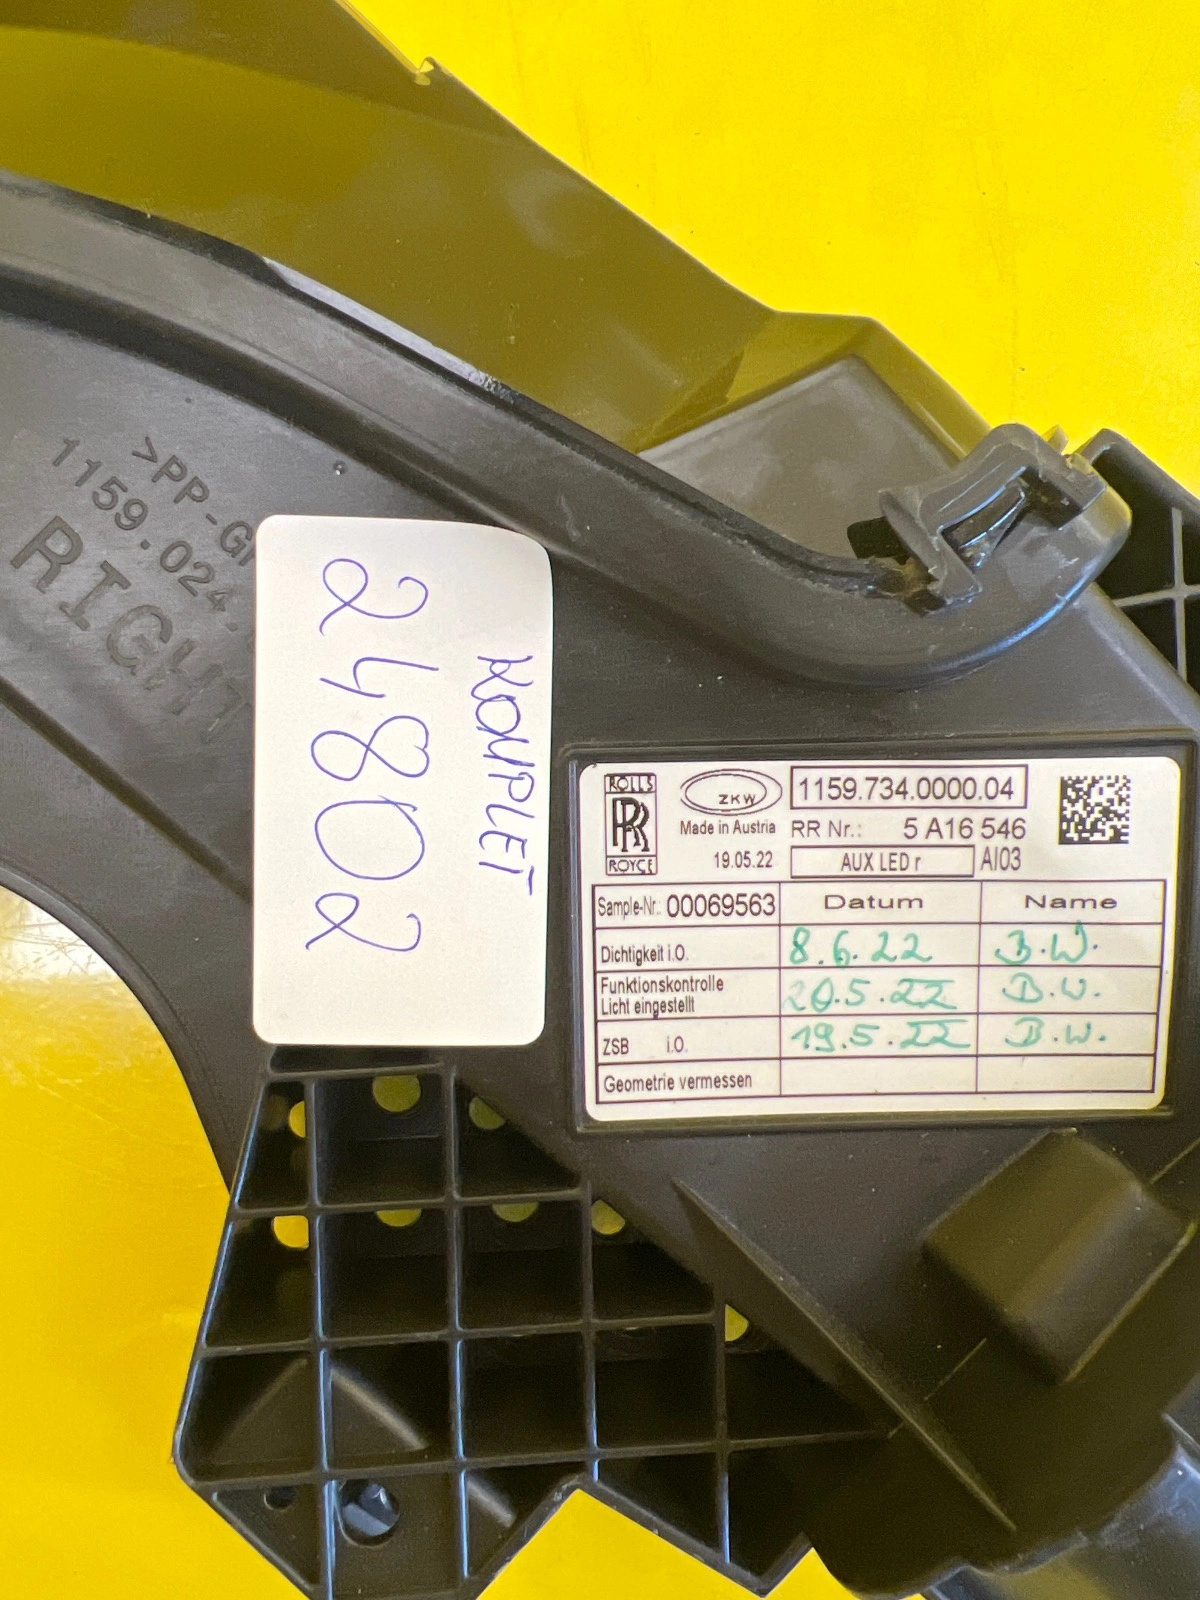 >PP-G
1159.024.
RIGHT
24802
KOMPLET
ROLLS
RR
ROYCE
ZKW
Made in Austria
19.05.22
1159.734.0000.04
RR Nr.: 5 A16 546
AUX LED r AI03
Sample-Nr.: 00069563 Datum Name
Dichtigkeit i.O. 8.6.22 B.W.
Funktionskontrolle
Licht eingestellt 20.5.22 B.W.
ZSB i.O. 19.5.22 B.W.
Geometrie vermessen